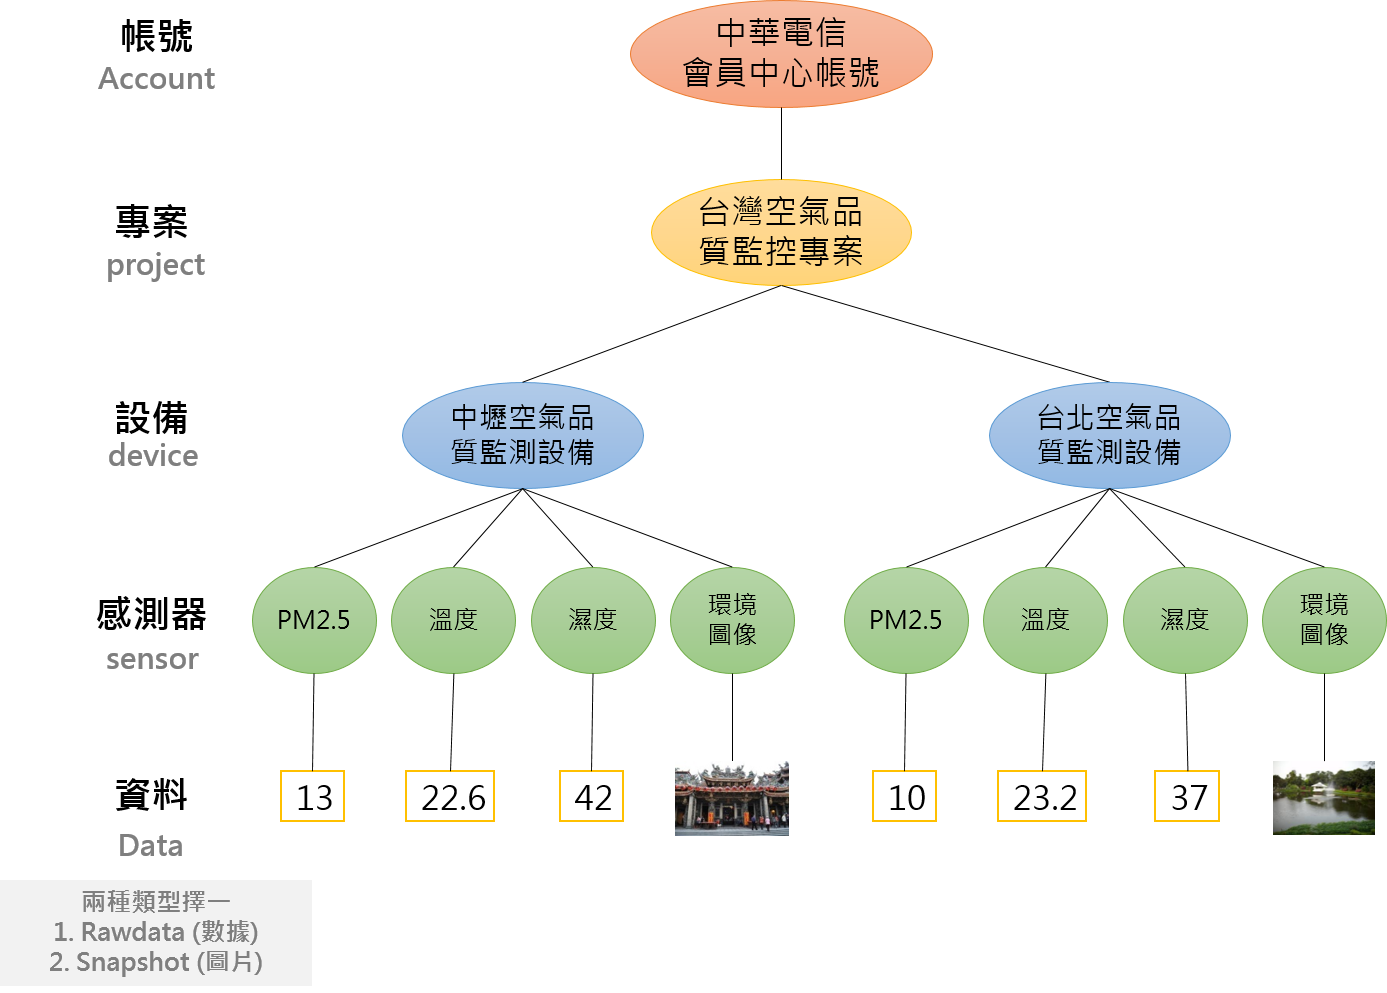 帳號
Account
中華電信
會員中心帳號
專案
project
台灣空氣品
質監控專案
設備
device
中壢空氣品
質監測設備
台北空氣品
質監測設備
感測器
sensor
PM2.5
溫度
濕度
環境
圖像
PM2.5
溫度
濕度
環境
圖像
資料
Data
13
22.6
42
10
23.2
37
兩種類型擇一
1. Rawdata (數據)
2. Snapshot (圖片)